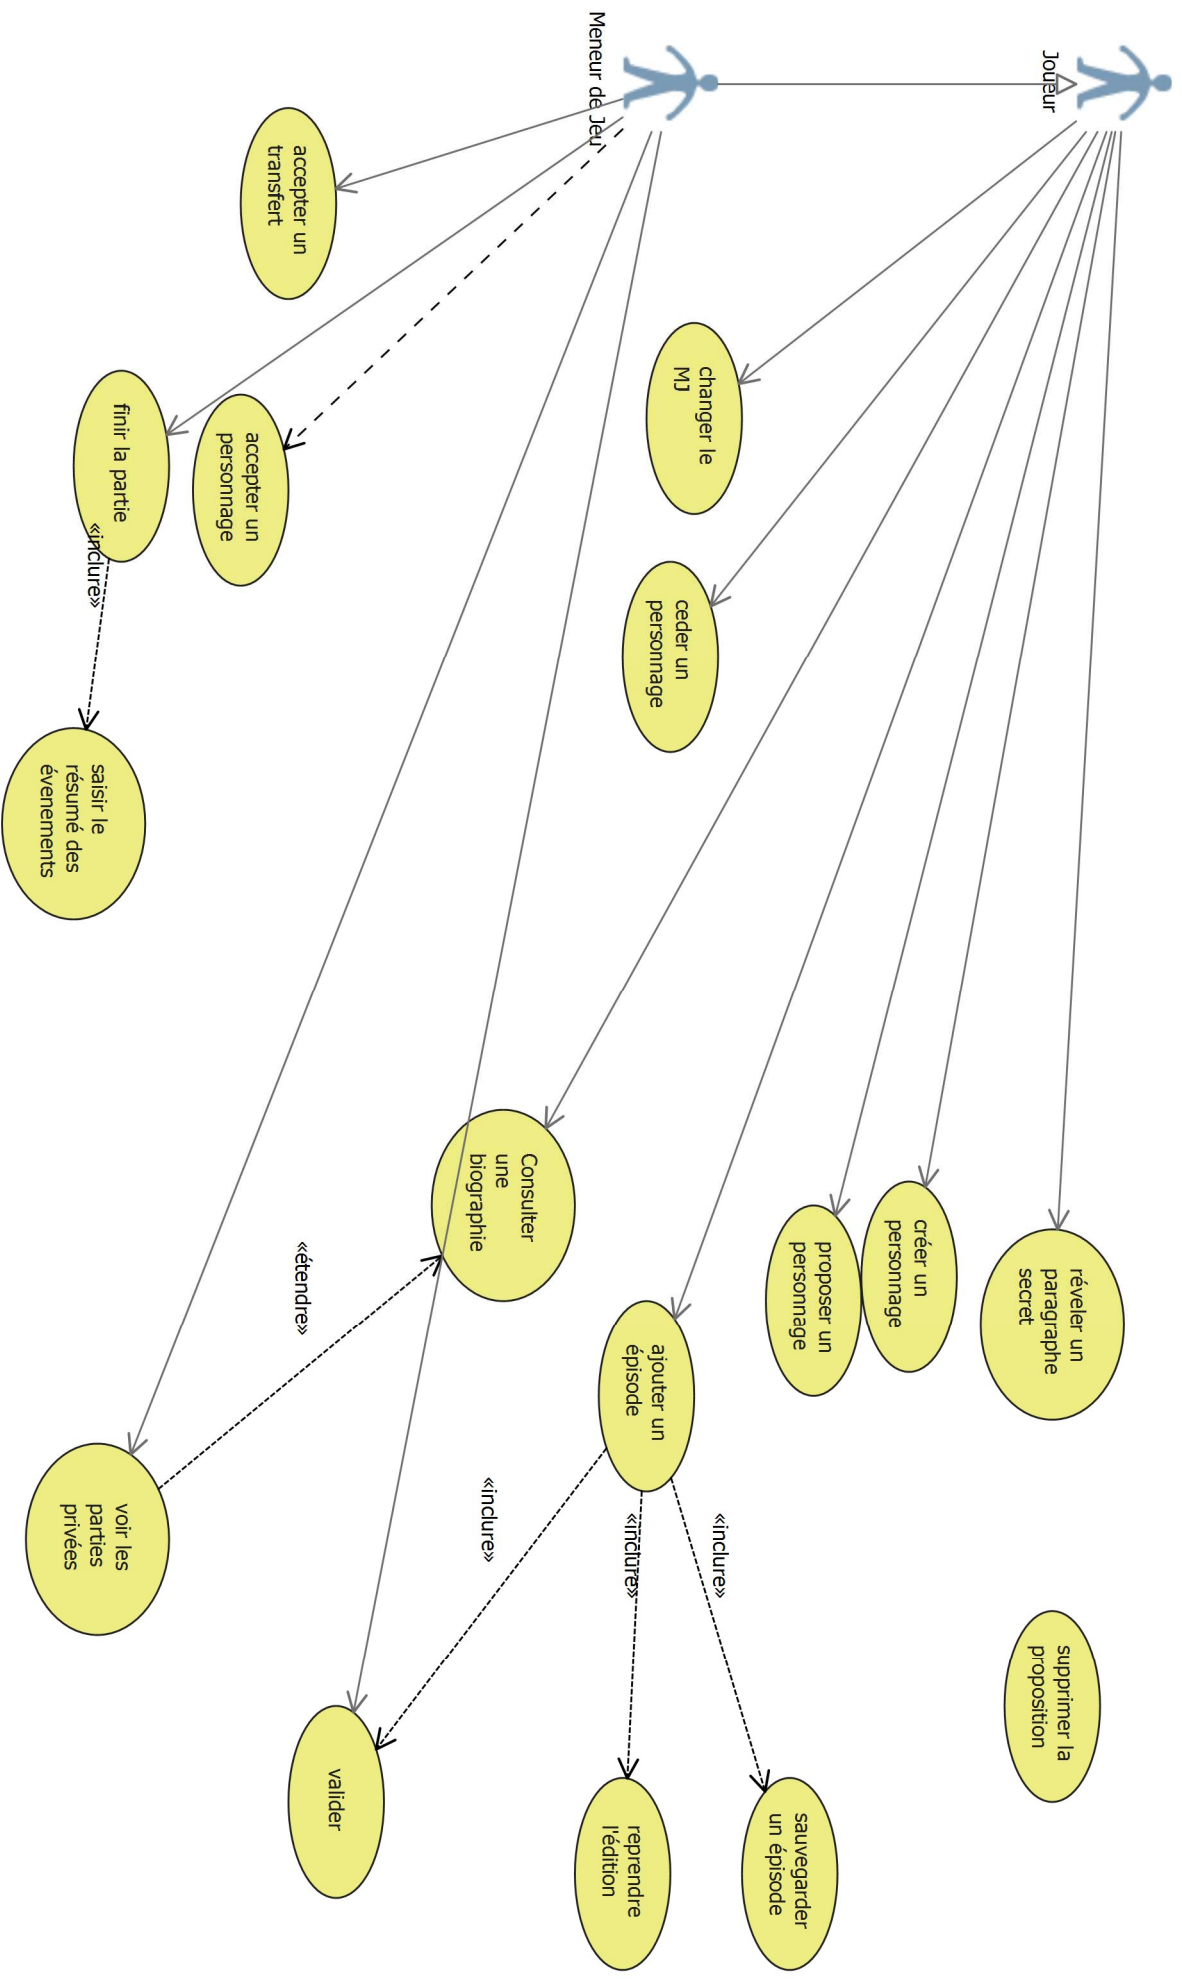 Joueur
Meneur de Jeu
réveler un
paragraphe
secret
supprimer la
proposition
créer un
personnage
proposer un
personnage
sauvegarder
un épisode
«inclure»
changer le
MJ
ceder un
personnage
ajouter un
épisode
«inclure»
reprendre
l'édition
Consulter
une
biographie
«inclure»
valider
accepter un
transfert
«étendre»
accepter un
personnage
finir la partie
«inclure»
voir les
parties
privées
saisir le
résumé des
évenements